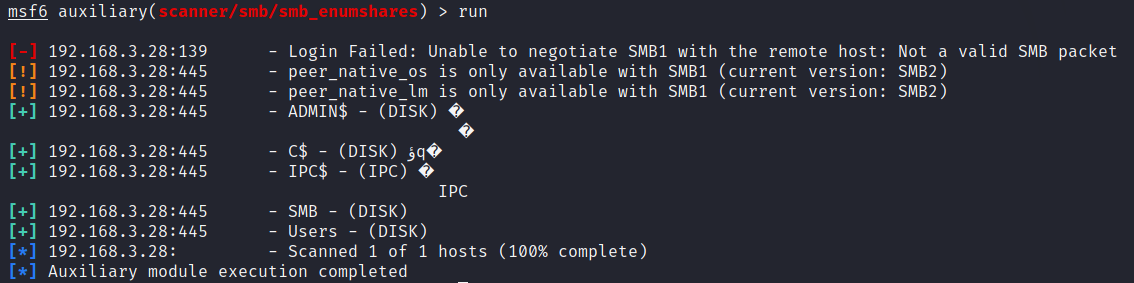 msf6 auxiliary(scanner/smb/smb_enumshares) > run
[-] 192.168.3.28:139 - Login Failed: Unable to negotiate SMB1 with the remote host: Not a valid SMB packet
[!] 192.168.3.28:445 - peer_native_os is only available with SMB1 (current version: SMB2)
[!] 192.168.3.28:445 - peer_native_lm is only available with SMB1 (current version: SMB2)
[+] 192.168.3.28:445 - ADMIN$ - (DISK) �
�
[+] 192.168.3.28:445 - C$ - (DISK) ؤq�
[+] 192.168.3.28:445 - IPC$ - (IPC) �
IPC
[+] 192.168.3.28:445 - SMB - (DISK)
[+] 192.168.3.28:445 - Users - (DISK)
[*] 192.168.3.28: - Scanned 1 of 1 hosts (100% complete)
[*] Auxiliary module execution completed